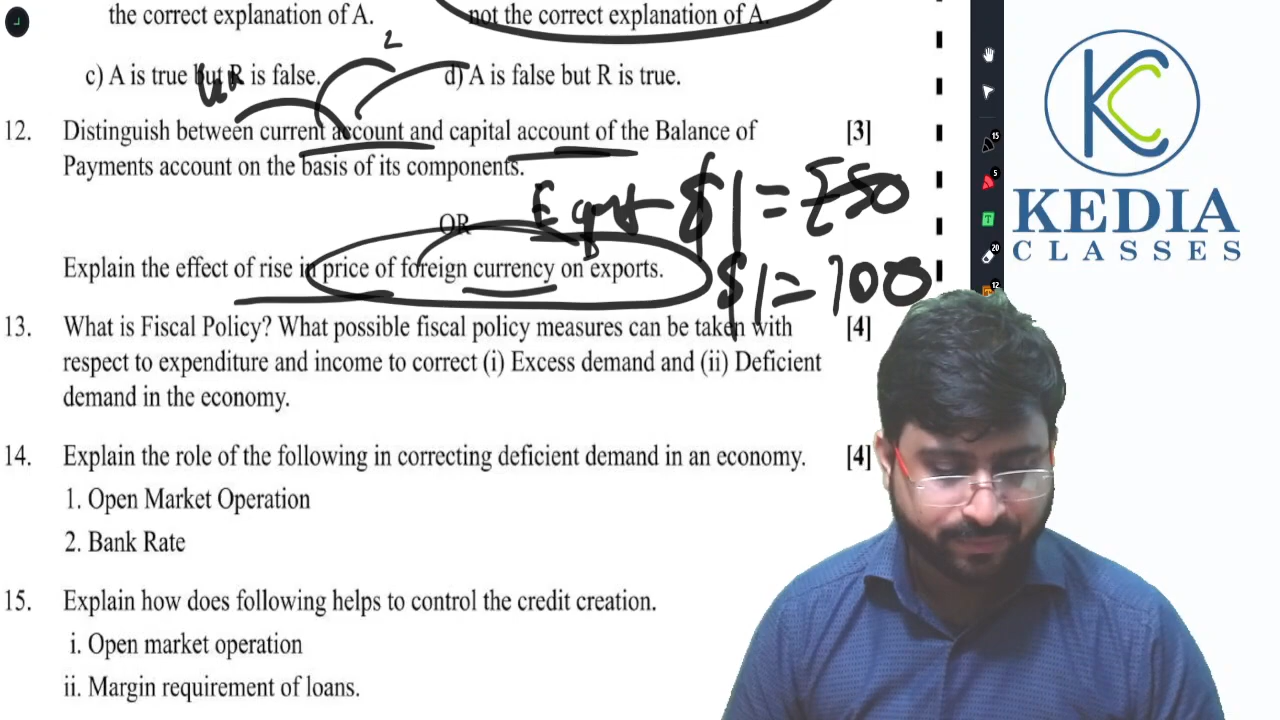 the correct explanation of A.
not the correct explanation of A.
c) A is true but R is false.
d) A is false but R is true.
2
12. Distinguish between current account and capital account of the Balance of [3]
Payments account on the basis of its components.
$1 = £50
OR
Explain the effect of rise in price of foreign currency on exports.
$1 = 100
13. What is Fiscal Policy? What possible fiscal policy measures can be taken with [4]
respect to expenditure and income to correct (i) Excess demand and (ii) Deficient
demand in the economy.
14. Explain the role of the following in correcting deficient demand in an economy. [4]
1. Open Market Operation
2. Bank Rate
15. Explain how does following helps to control the credit creation.
i. Open market operation
ii. Margin requirement of loans.
15
5
T
20
12
KC
KEDIA
CLASSES